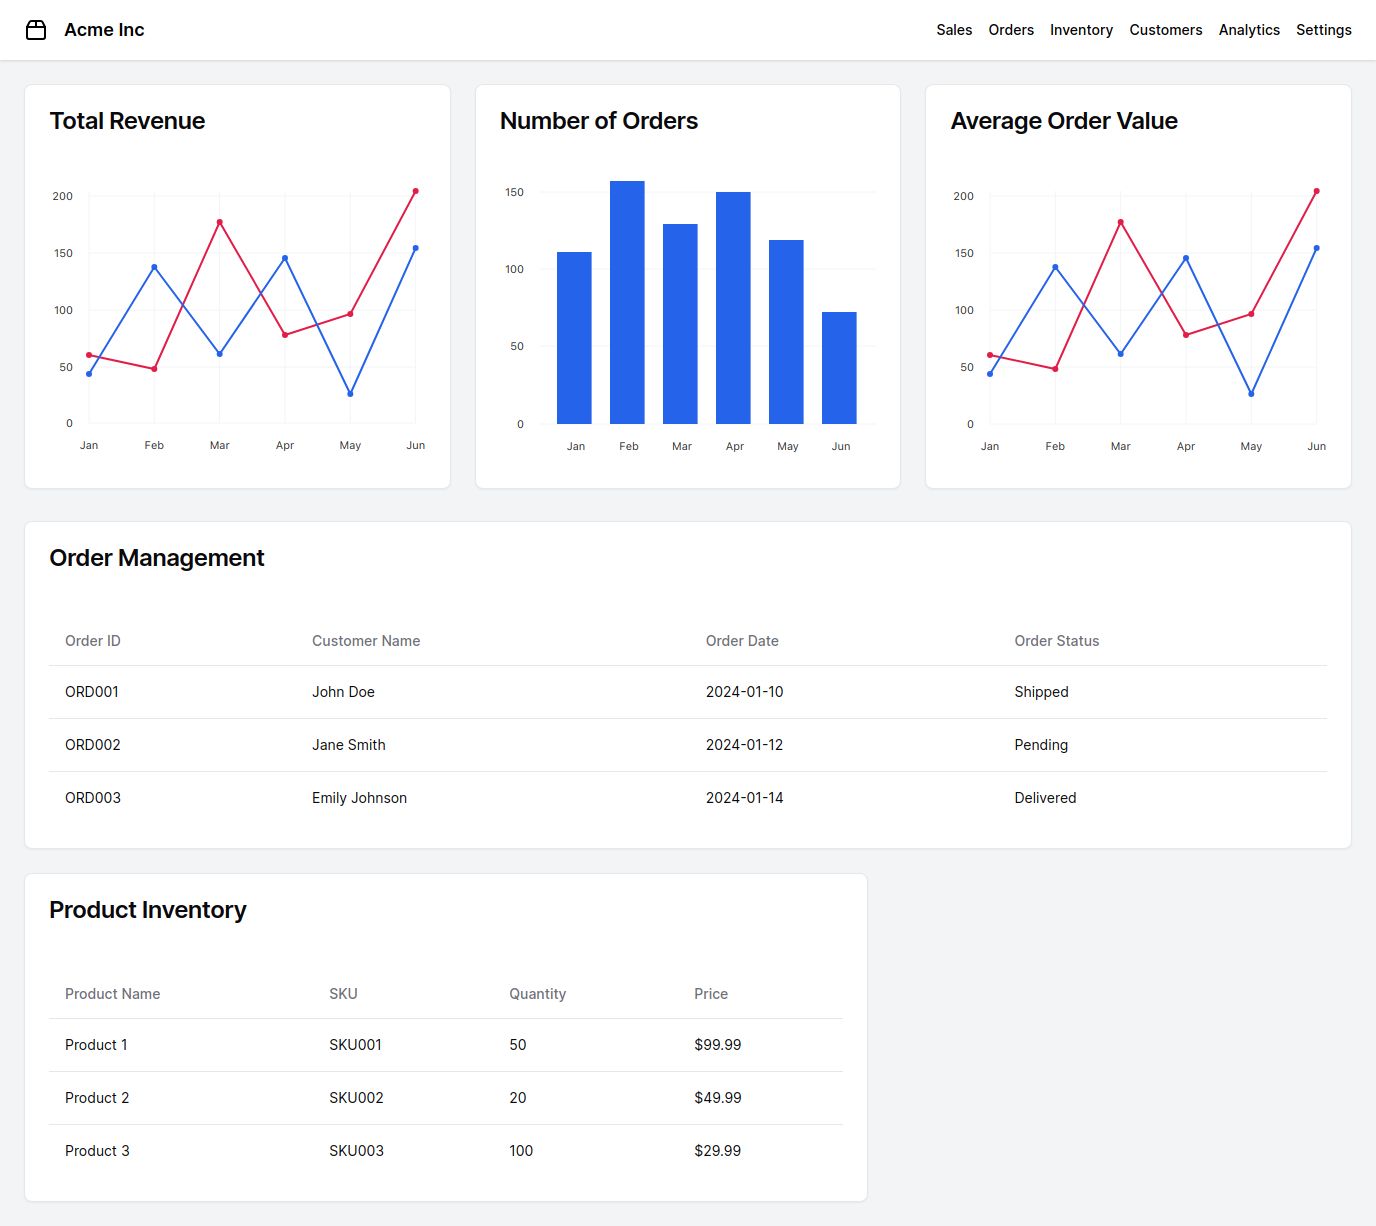 Acme Inc
Sales Orders Inventory Customers Analytics Settings
Total Revenue
200
150
100
50
0
Jan Feb Mar Apr May Jun
Number of Orders
150
100
50
0
Jan Feb Mar Apr May Jun
Average Order Value
200
150
100
50
0
Jan Feb Mar Apr May Jun
Order Management
Order ID Customer Name Order Date Order Status
ORD001 John Doe 2024-01-10 Shipped
ORD002 Jane Smith 2024-01-12 Pending
ORD003 Emily Johnson 2024-01-14 Delivered
Product Inventory
Product Name SKU Quantity Price
Product 1 SKU001 50 $99.99
Product 2 SKU002 20 $49.99
Product 3 SKU003 100 $29.99